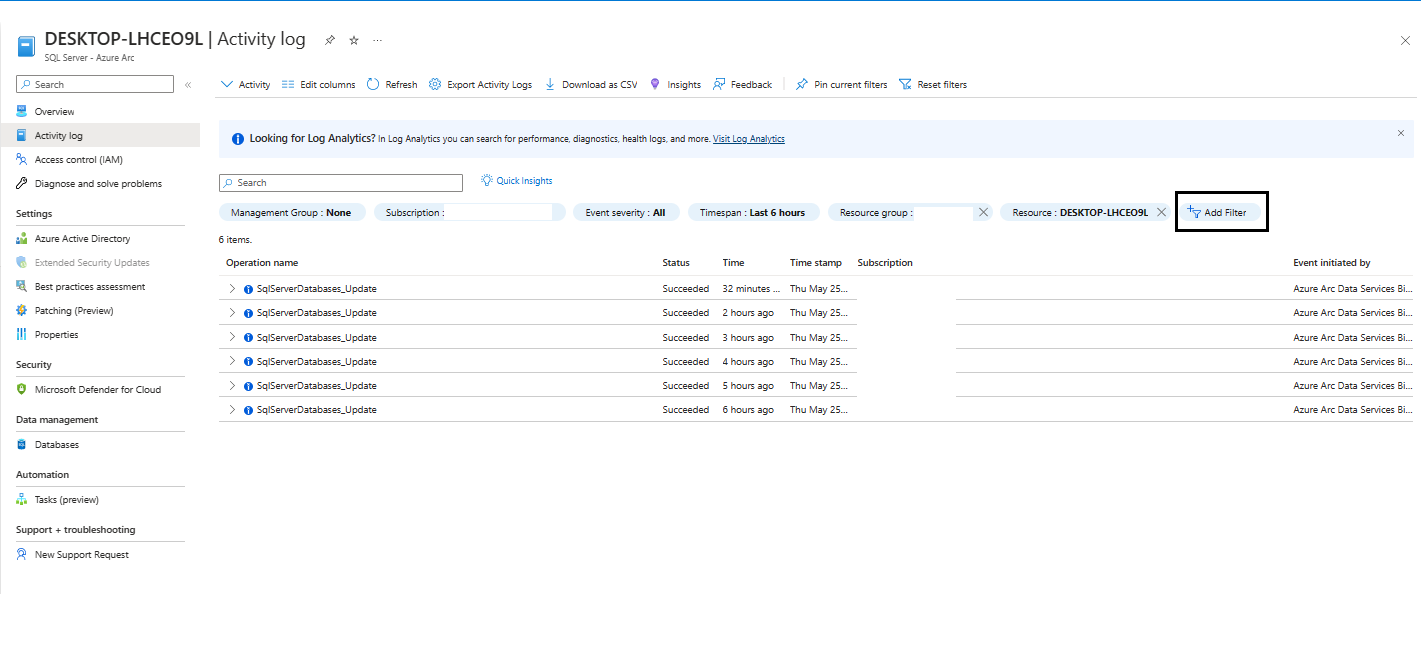 DESKTOP-LHCEO9L | Activity log
SQL Server - Azure Arc
Search
Overview
Activity log
Access control (IAM)
Diagnose and solve problems
Settings
Azure Active Directory
Extended Security Updates
Best practices assessment
Patching (Preview)
Properties
Security
Microsoft Defender for Cloud
Data management
Databases
Automation
Tasks (preview)
Support + troubleshooting
New Support Request
Activity Edit columns Refresh Export Activity Logs Download as CSV Insights Feedback Pin current filters Reset filters
Looking for Log Analytics? In Log Analytics you can search for performance, diagnostics, health logs, and more. Visit Log Analytics
Search Quick Insights
Management Group : None Subscription : Event severity : All Timespan : Last 6 hours Resource group : Resource : DESKTOP-LHCEO9L Add Filter
6 items.
Operation name Status Time Time stamp Subscription Event initiated by
SqlServerDatabases_Update Succeeded 32 minutes ... Thu May 25... Azure Arc Data Services Bi...
SqlServerDatabases_Update Succeeded 2 hours ago Thu May 25... Azure Arc Data Services Bi...
SqlServerDatabases_Update Succeeded 3 hours ago Thu May 25... Azure Arc Data Services Bi...
SqlServerDatabases_Update Succeeded 4 hours ago Thu May 25... Azure Arc Data Services Bi...
SqlServerDatabases_Update Succeeded 5 hours ago Thu May 25... Azure Arc Data Services Bi...
SqlServerDatabases_Update Succeeded 6 hours ago Thu May 25... Azure Arc Data Services Bi...